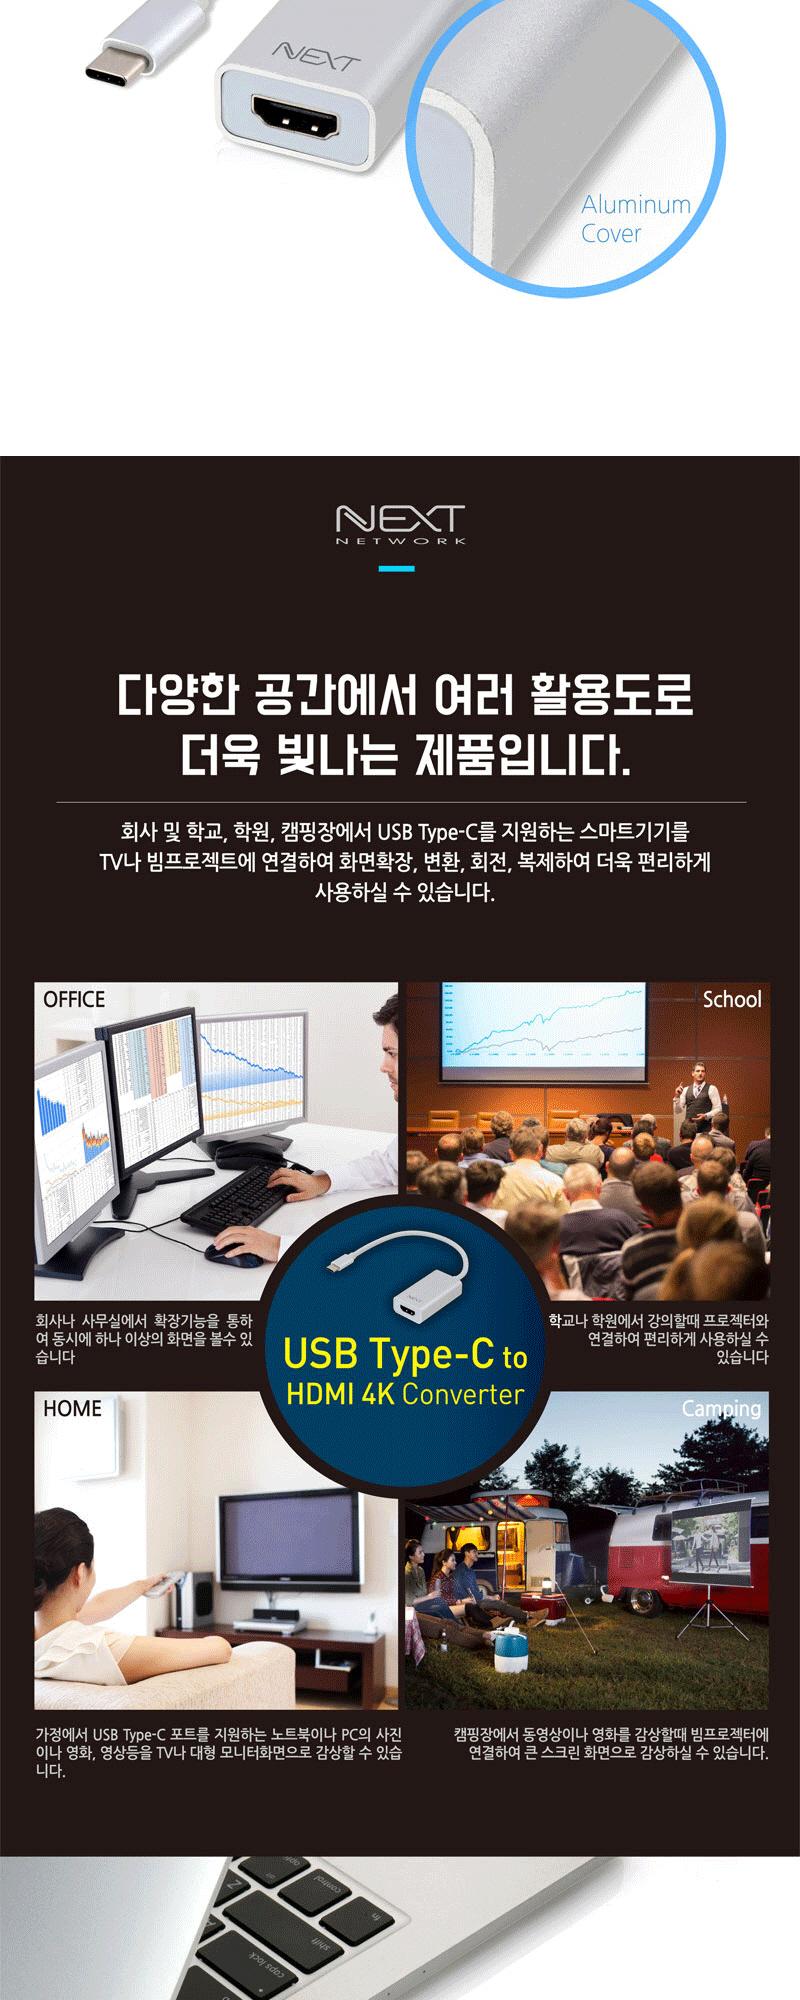 NEXT
Aluminum
Cover
NEXT
NETWORK
다양한 공간에서 여러 활용도로
더욱 빛나는 제품입니다.
회사 및 학교, 학원, 캠핑장에서 USB Type-C를 지원하는 스마트기기를
TV나 빔프로젝트에 연결하여 화면확장, 변환, 회전, 복제하여 더욱 편리하게
사용하실 수 있습니다.
OFFICE
School
회사나 사무실에서 확장기능을 통하
여 동시에 하나 이상의 화면을 볼수 있
습니다
학교나 학원에서 강의할때 프로젝터와
연결하여 편리하게 사용하실 수
있습니다
USB Type-C to
HDMI 4K Converter
HOME
Camping
가정에서 USB Type-C 포트를 지원하는 노트북이나 PC의 사진
이나 영화, 영상등을 TV나 대형 모니터화면으로 감상할 수 있습
니다.
캠핑장에서 동영상이나 영화를 감상할때 빔프로젝터에
연결하여 큰 스크린 화면으로 감상하실 수 있습니다.
option
control
fn
shift
caps lock